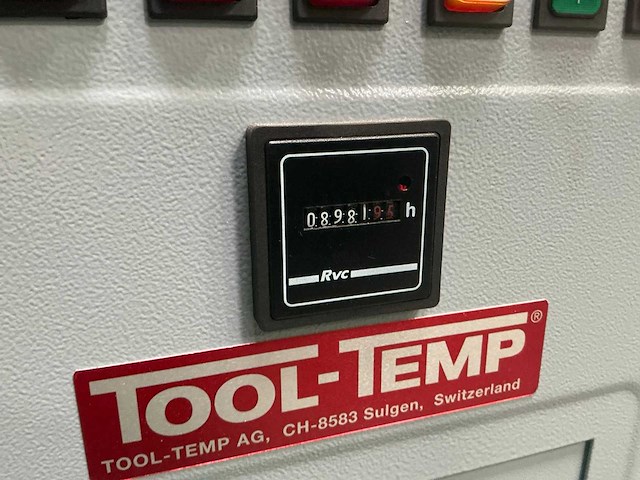 08981 h
Rvc
TOOL-TEMP®
TOOL-TEMP AG, CH-8583 Sulgen, Switzerland